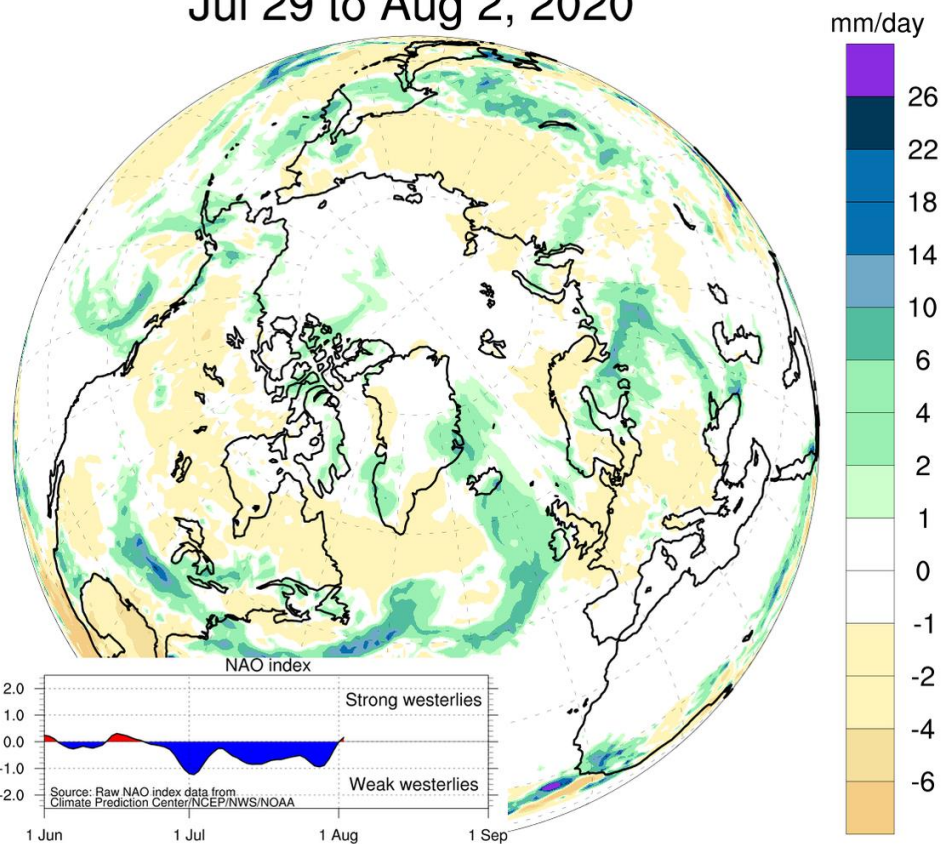 Jul 29 to Aug 2, 2020
mm/day
26
22
18
14
10
6
4
2
1
0
-1
-2
-4
-6
NAO index
2.0
1.0
0.0
-1.0
-2.0
Strong westerlies
Weak westerlies
Source: Raw NAO index data from
Climate Prediction Center/NCEP/NWS/NOAA
1 Jun 1 Jul 1 Aug 1 Sep